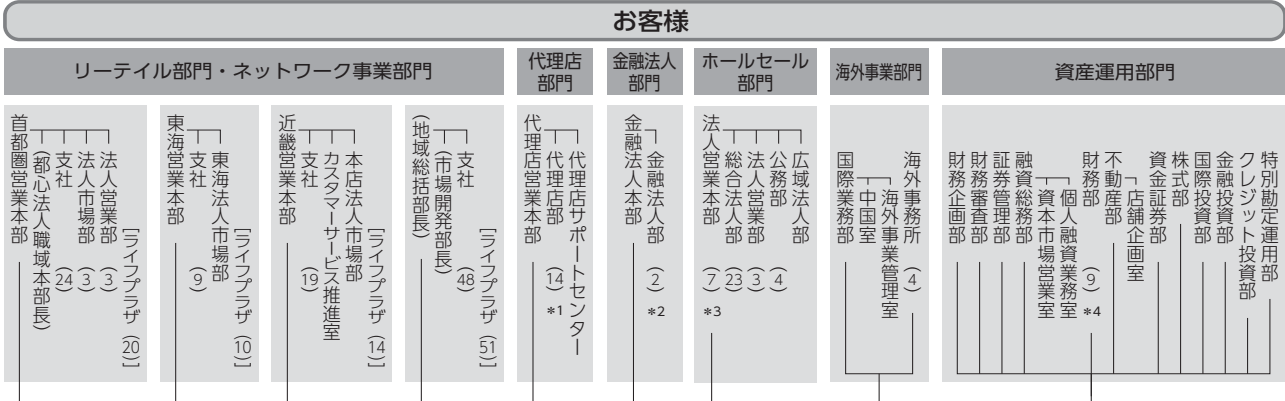 お客様
リーテイル部門・ネットワーク事業部門
代理店
部門
金融法人
部門
ホールセール
部門
海外事業部門
資産運用部門
首都圏営業本部
(都心法人職域本部長)
支社 (24)
法人市場部 (3)
法人営業部 (3)
[ライフプラザ (20)]
東海営業本部
支社 (9)
東海法人市場部
[ライフプラザ (10)]
近畿営業本部
支社 (19)
カスタマーサービス推進室
本店法人市場部
[ライフプラザ (14)]
(地域総括部長)
(市場開発部長)
支社 (48)
[ライフプラザ (51)]
代理店営業本部
代理店部 (14) *1
代理店サポートセンター
金融法人本部
金融法人部 (2) *2
法人営業本部 (7) *3
総合法人部 (23)
法人営業部 (3)
公務部 (4)
広域法人部
国際業務部
中国室
海外事業管理室
海外事務所 (4)
財務企画部
財務審査部
証券管理部
融資総務部
資本市場営業室
個人融資業務室
財務部 (9) *4
不動産部
店舗企画室
資金証券部
株式部
国際投資部
金融投資部
クレジット投資部
特別勘定運用部